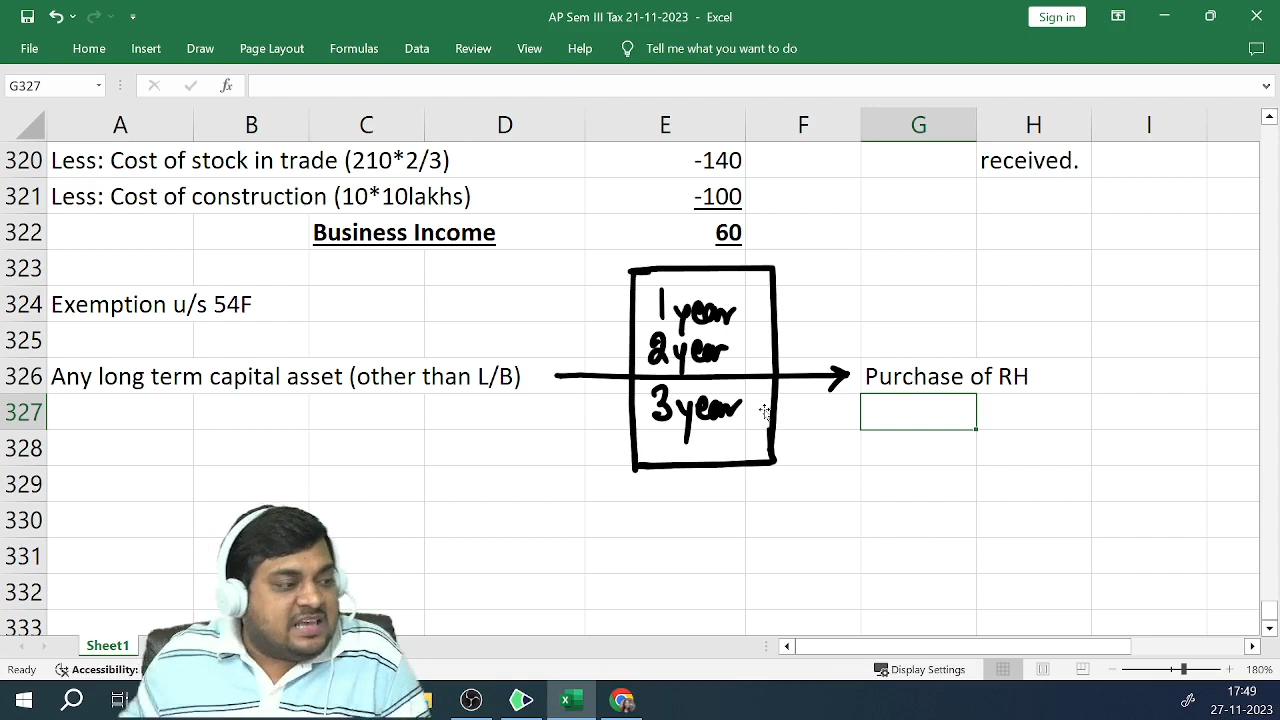 AP Sem III Tax 21-11-2023 - Excel
Sign in
File Home Insert Draw Page Layout Formulas Data Review View Help Tell me what you want to do
G327
fx
A B C D E F G H I
320 Less: Cost of stock in trade (210*2/3) -140 received.
321 Less: Cost of construction (10*10lakhs) -100
322 Business Income 60
323
324 Exemption u/s 54F
1 year
325
2 year
326 Any long term capital asset (other than L/B) Purchase of RH
327
3 year
328
329
330
331
332
333
Sheet1
Ready Accessibility: Display Settings 180%
17:49
27-11-2023